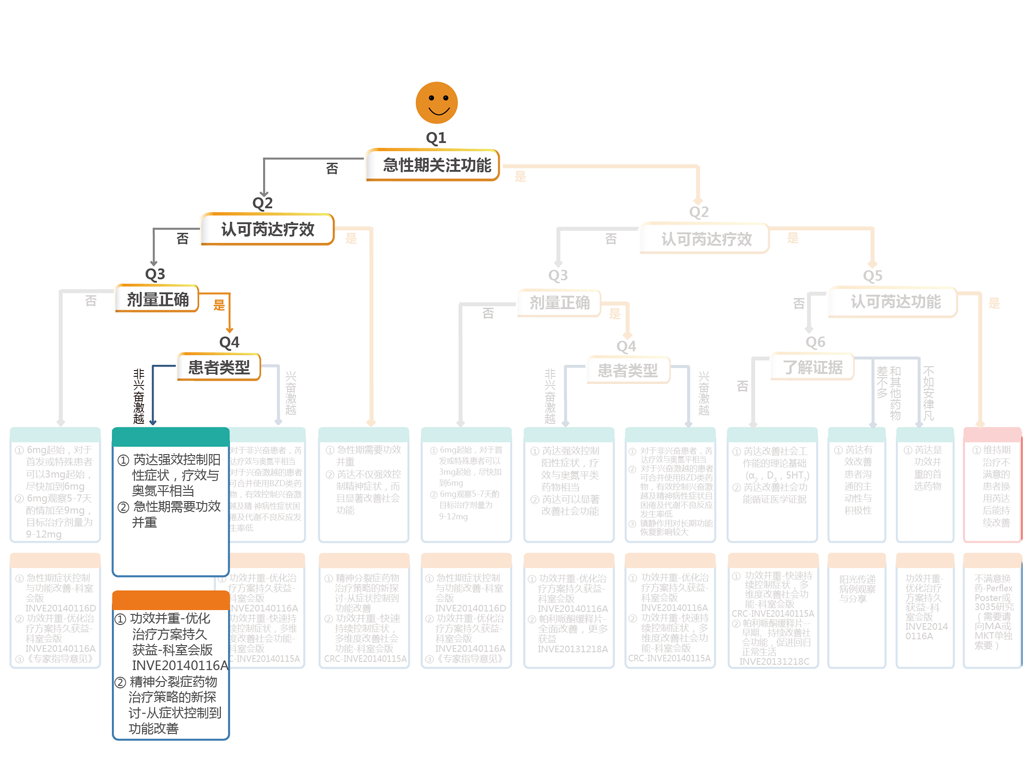 Q1
急性期关注功能
否
是
Q2
认可芮达疗效
否
是
Q2
认可芮达疗效
否
是
Q3
剂量正确
否
是
Q3
剂量正确
否
是
Q5
认可芮达功能
否
是
Q4
患者类型
非兴奋激越
兴奋激越
Q4
患者类型
非兴奋激越
兴奋激越
Q6
了解证据
否
和其他药物
差不多
不如安律凡
① 6mg起始，对于
首发或特殊患者
可以3mg起始，
尽快加到6mg
② 6mg观察5-7天
酌情加至9mg，
目标治疗剂量为
9-12mg
① 芮达强效控制阳
性症状，疗效与
奥氮平相当
② 急性期需要功效
并重
对于非兴奋患者，芮
达疗效与奥氮平相当
对于兴奋激越的患者
可合并使用BZD类药
物，有效控制兴奋激
越及精 神病性症状困
倦及代谢不良反应发
生率低
① 急性期需要功效
并重
② 芮达不仅强效控
制精神症状，而
且显著改善社会
功能
① 6mg起始，对于首
发或特殊患者可以
3mg起始，尽快加
到6mg
② 6mg观察5-7天酌
情加至9mg，
目标治疗剂量为
9-12mg
① 芮达强效控制
阳性症状，疗
效与奥氮平类
药物相当
② 芮达可以显著
改善社会功能
① 对于非兴奋患者，芮
达疗效与奥氮平相当
② 对于兴奋激越的患者
可合并使用BZD类药
物，有效控制兴奋激
越及精神病性症状目
困倦及代谢不良反应
发生率低
③ 镇静作用对长期功能
恢复影响较大
① 芮达改善社会工
作能的理论基础
(α₂，D₃，5HT₇)
② 芮达改善社会功
能循证医学证据
① 芮达有
效改善
患者沟
通的主
动性与
积极性
① 芮达是
功效并
重的首
选药物
① 维持期
治疗不
满意的
患者换
用芮达
后能持
续改善
① 急性期症状控制
与功能改善-科室
会版
INVE20140116D
② 功效并重-优化治
疗方案持久获益-
科室会版
INVE20140116A
③《专家指导意见》
① 功效并重-优化
治疗方案持久
获益-科室会版
INVE20140116A
② 精神分裂症药物
治疗策略的新探
讨-从症状控制到
功能改善
功效并重-优化治
疗方案持久获益-
科室会版
INVE20140116A
功效并重-快速持
续控制症状，多维
度改善社会功能-
科室会版
CRC-INVE20140115A
① 精神分裂症药物
治疗策略的新探
讨-从症状控制到
功能改善
② 功效并重-快速
持续控制症状，
多维度改善社会
功能-科室会版
CRC-INVE20140115A
① 急性期症状控制
与功能改善-科室
会版
INVE20140116D
② 功效并重-优化治
疗方案持久获益-
科室会版
INVE20140116A
③《专家指导意见》
① 功效并重-优化治
疗方案持久获益-
科室会版
INVE20140116A
② 帕利哌酮缓释片-
全面改善，更多
获益
INVE20131218A
① 功效并重-优化治
疗方案持久获益-
科室会版
INVE20140116A
② 功效并重-快速持
续控制症状，多
维度改善社会功
能-科室会版
CRC-INVE20140115A
① 功效并重-快速持
续控制症状，多
维度改善社会功
能-科室会版
CRC-INVE20140115A
② 帕利哌酮缓释片--
早期、持续改善社
会功能，促进回归
正常生活
INVE20131218C
阳光传递
病例观察
与分享
功效并重-
优化治疗
方案持久
获益-科
室会版
INVE2014
0116A
不满意换
药-Perflex
Poster或
3035研究
（需要请
向MA或
MKT单独
索要）